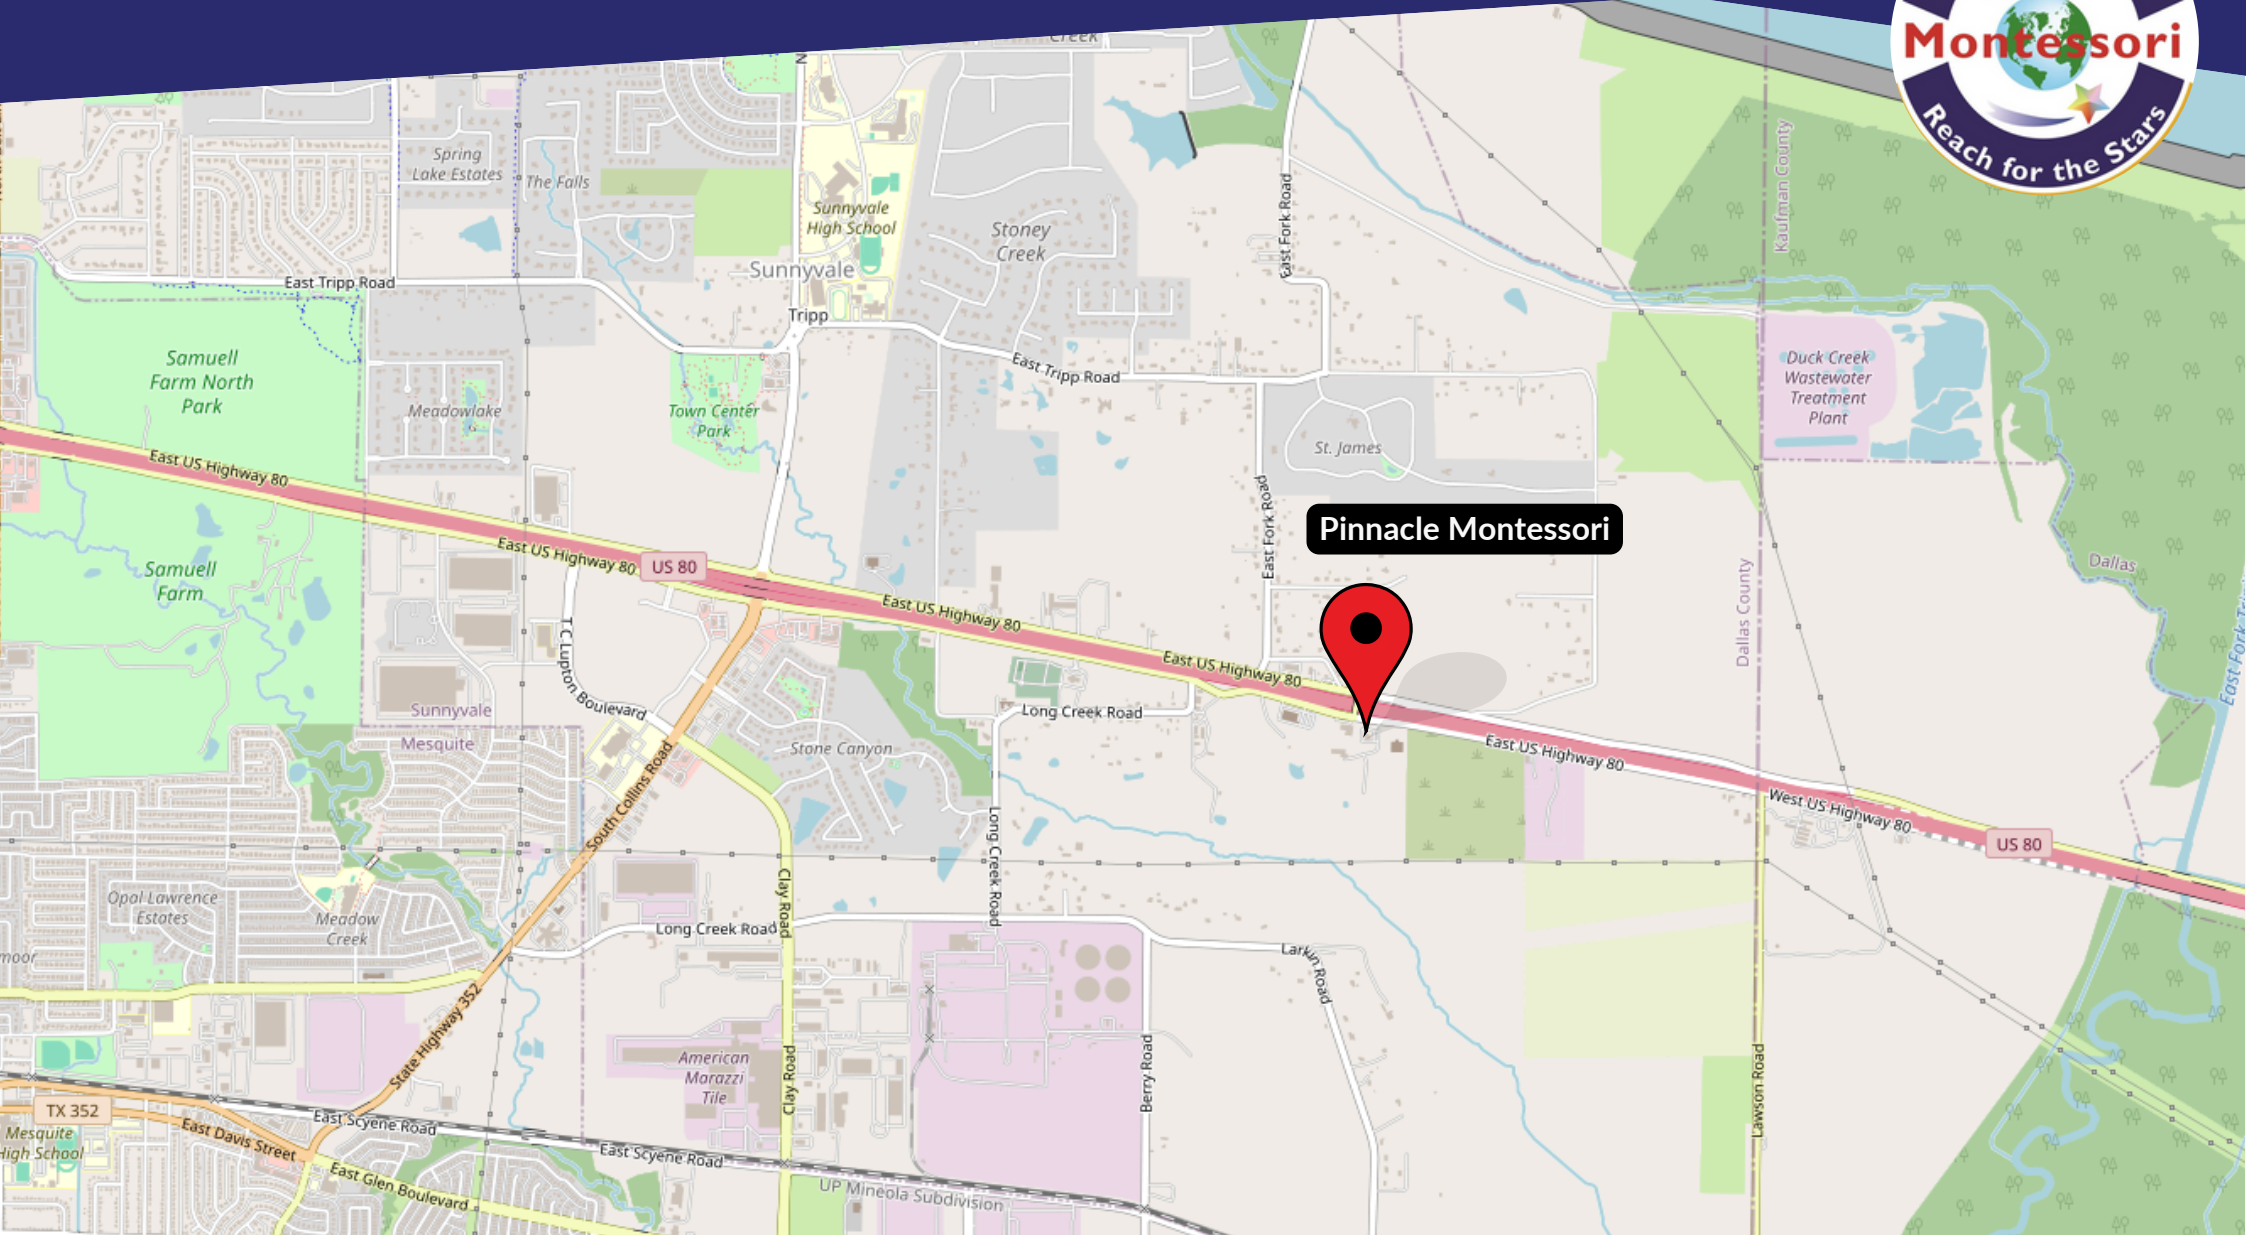 Montessori
Reach for the Stars
Creek
N
Spring
Lake Estates
The Falls
Sunnyvale
High School
Stoney
Creek
East Fork Road
Kaufman County
Sunnyvale
East Tripp Road
Tripp
East Tripp Road
Samuell
Farm North
Park
Meadowlake
Town Center
Park
St. James
Duck Creek
Wastewater
Treatment
Plant
East US Highway 80
East Fork Road
Pinnacle Montessori
East US Highway 80
US 80
Samuell
Farm
East US Highway 80
Dallas
Dallas County
T C Lupton Boulevard
East US Highway 80
Sunnyvale
Mesquite
Long Creek Road
Stone Canyon
East US Highway 80
West US Highway 80
US 80
South Collins Road
Long Creek Road
Opal Lawrence
Estates
Meadow
Creek
Clay Road
Long Creek Road
Larkin Road
moor
State Highway 352
American
Marazzi
Tile
Clay Road
Berry Road
Lawson Road
TX 352
Mesquite
High School
East Davis Street
East Scyene Road
East Scyene Road
East Glen Boulevard
UP Mineola Subdivision